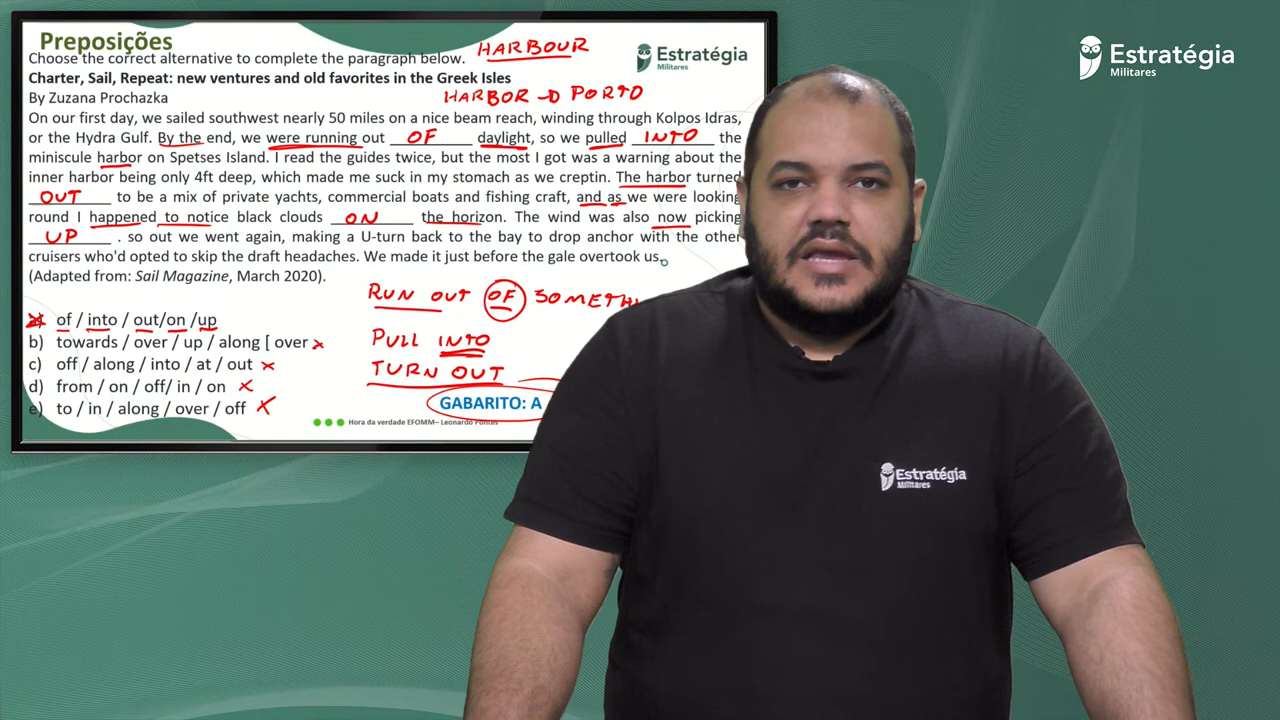 Preposições
HARBOUR
Estratégia
Militares
Choose the correct alternative to complete the paragraph below.
Charter, Sail, Repeat: new ventures and old favorites in the Greek Isles
By Zuzana Prochazka
HARBOR → PORTO
On our first day, we sailed southwest nearly 50 miles on a nice beam reach, winding through Kolpos Idras,
or the Hydra Gulf. By the end, we were running out OF daylight, so we pulled INTO the
miniscule harbor on Spetses Island. I read the guides twice, but the most I got was a warning about the
inner harbor being only 4ft deep, which made me suck in my stomach as we creptin. The harbor turned
OUT to be a mix of private yachts, commercial boats and fishing craft, and as we were looking
round I happened to notice black clouds ON the horizon. The wind was also now picking
UP . so out we went again, making a U-turn back to the bay to drop anchor with the other
cruisers who'd opted to skip the draft headaches. We made it just before the gale overtook us.
(Adapted from: Sail Magazine, March 2020).
RUN OUT OF
a) of / into / out/on /up
b) towards / over / up / along [ over
c) off / along / into / at / out
d) from / on / off/ in / on
e) to / in / along / over / off
PULL INTO
TURN OUT
GABARITO: A
Hora da verdade EFOMM– Leonardo Pontes
Estratégia
Militares
Estratégia
Militares